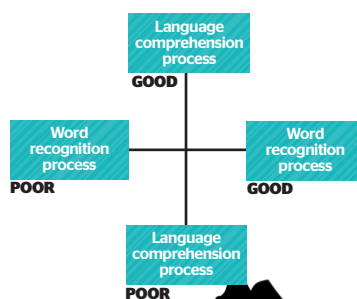 Language
comprehension
process
GOOD
Word
recognition
process
POOR
Word
recognition
process
GOOD
Language
comprehension
process
POOR